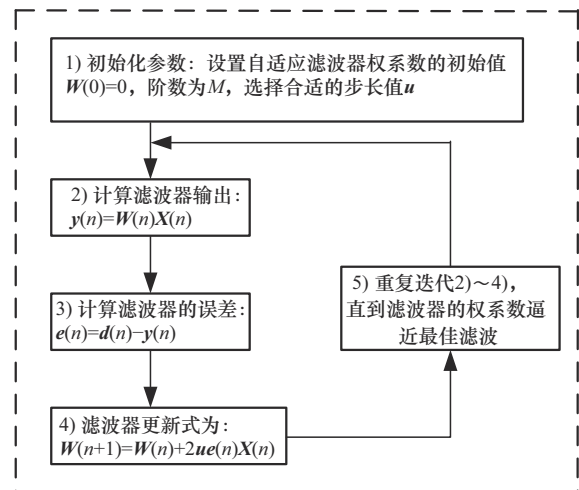 1) 初始化参数：设置自适应滤波器权系数的初始值
W(0)=0，阶数为M，选择合适的步长值u
2) 计算滤波器输出：
y(n)=W(n)X(n)
3) 计算滤波器的误差：
e(n)=d(n)−y(n)
4) 滤波器更新式为：
W(n+1)=W(n)+2ue(n)X(n)
5) 重复迭代2)～4)，
直到滤波器的权系数逼
近最佳滤波